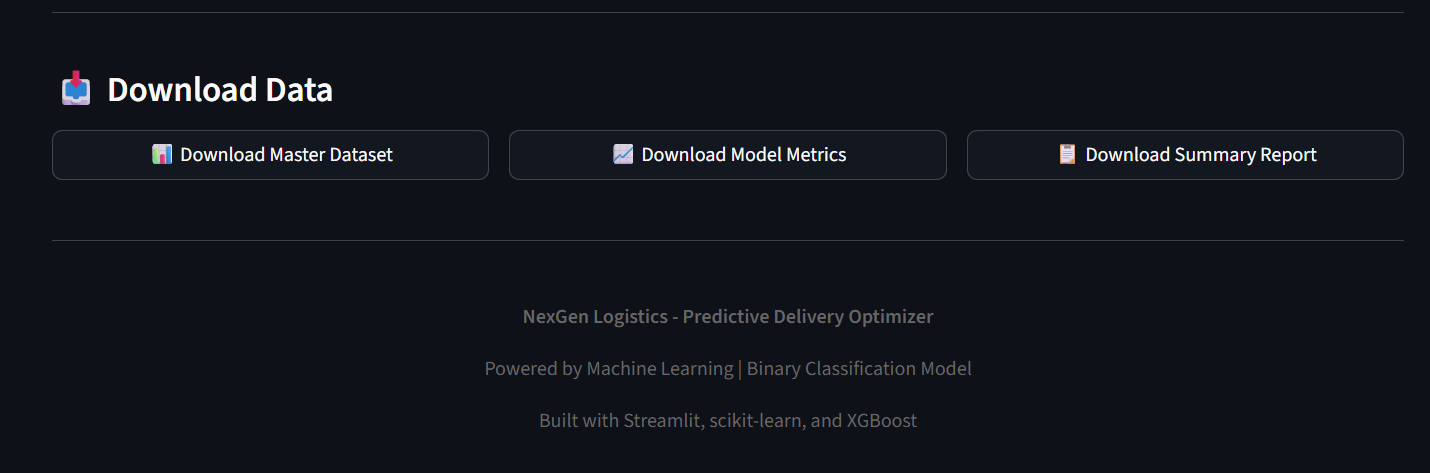 Download Data
Download Master Dataset
Download Model Metrics
Download Summary Report
NexGen Logistics - Predictive Delivery Optimizer
Powered by Machine Learning | Binary Classification Model
Built with Streamlit, scikit-learn, and XGBoost